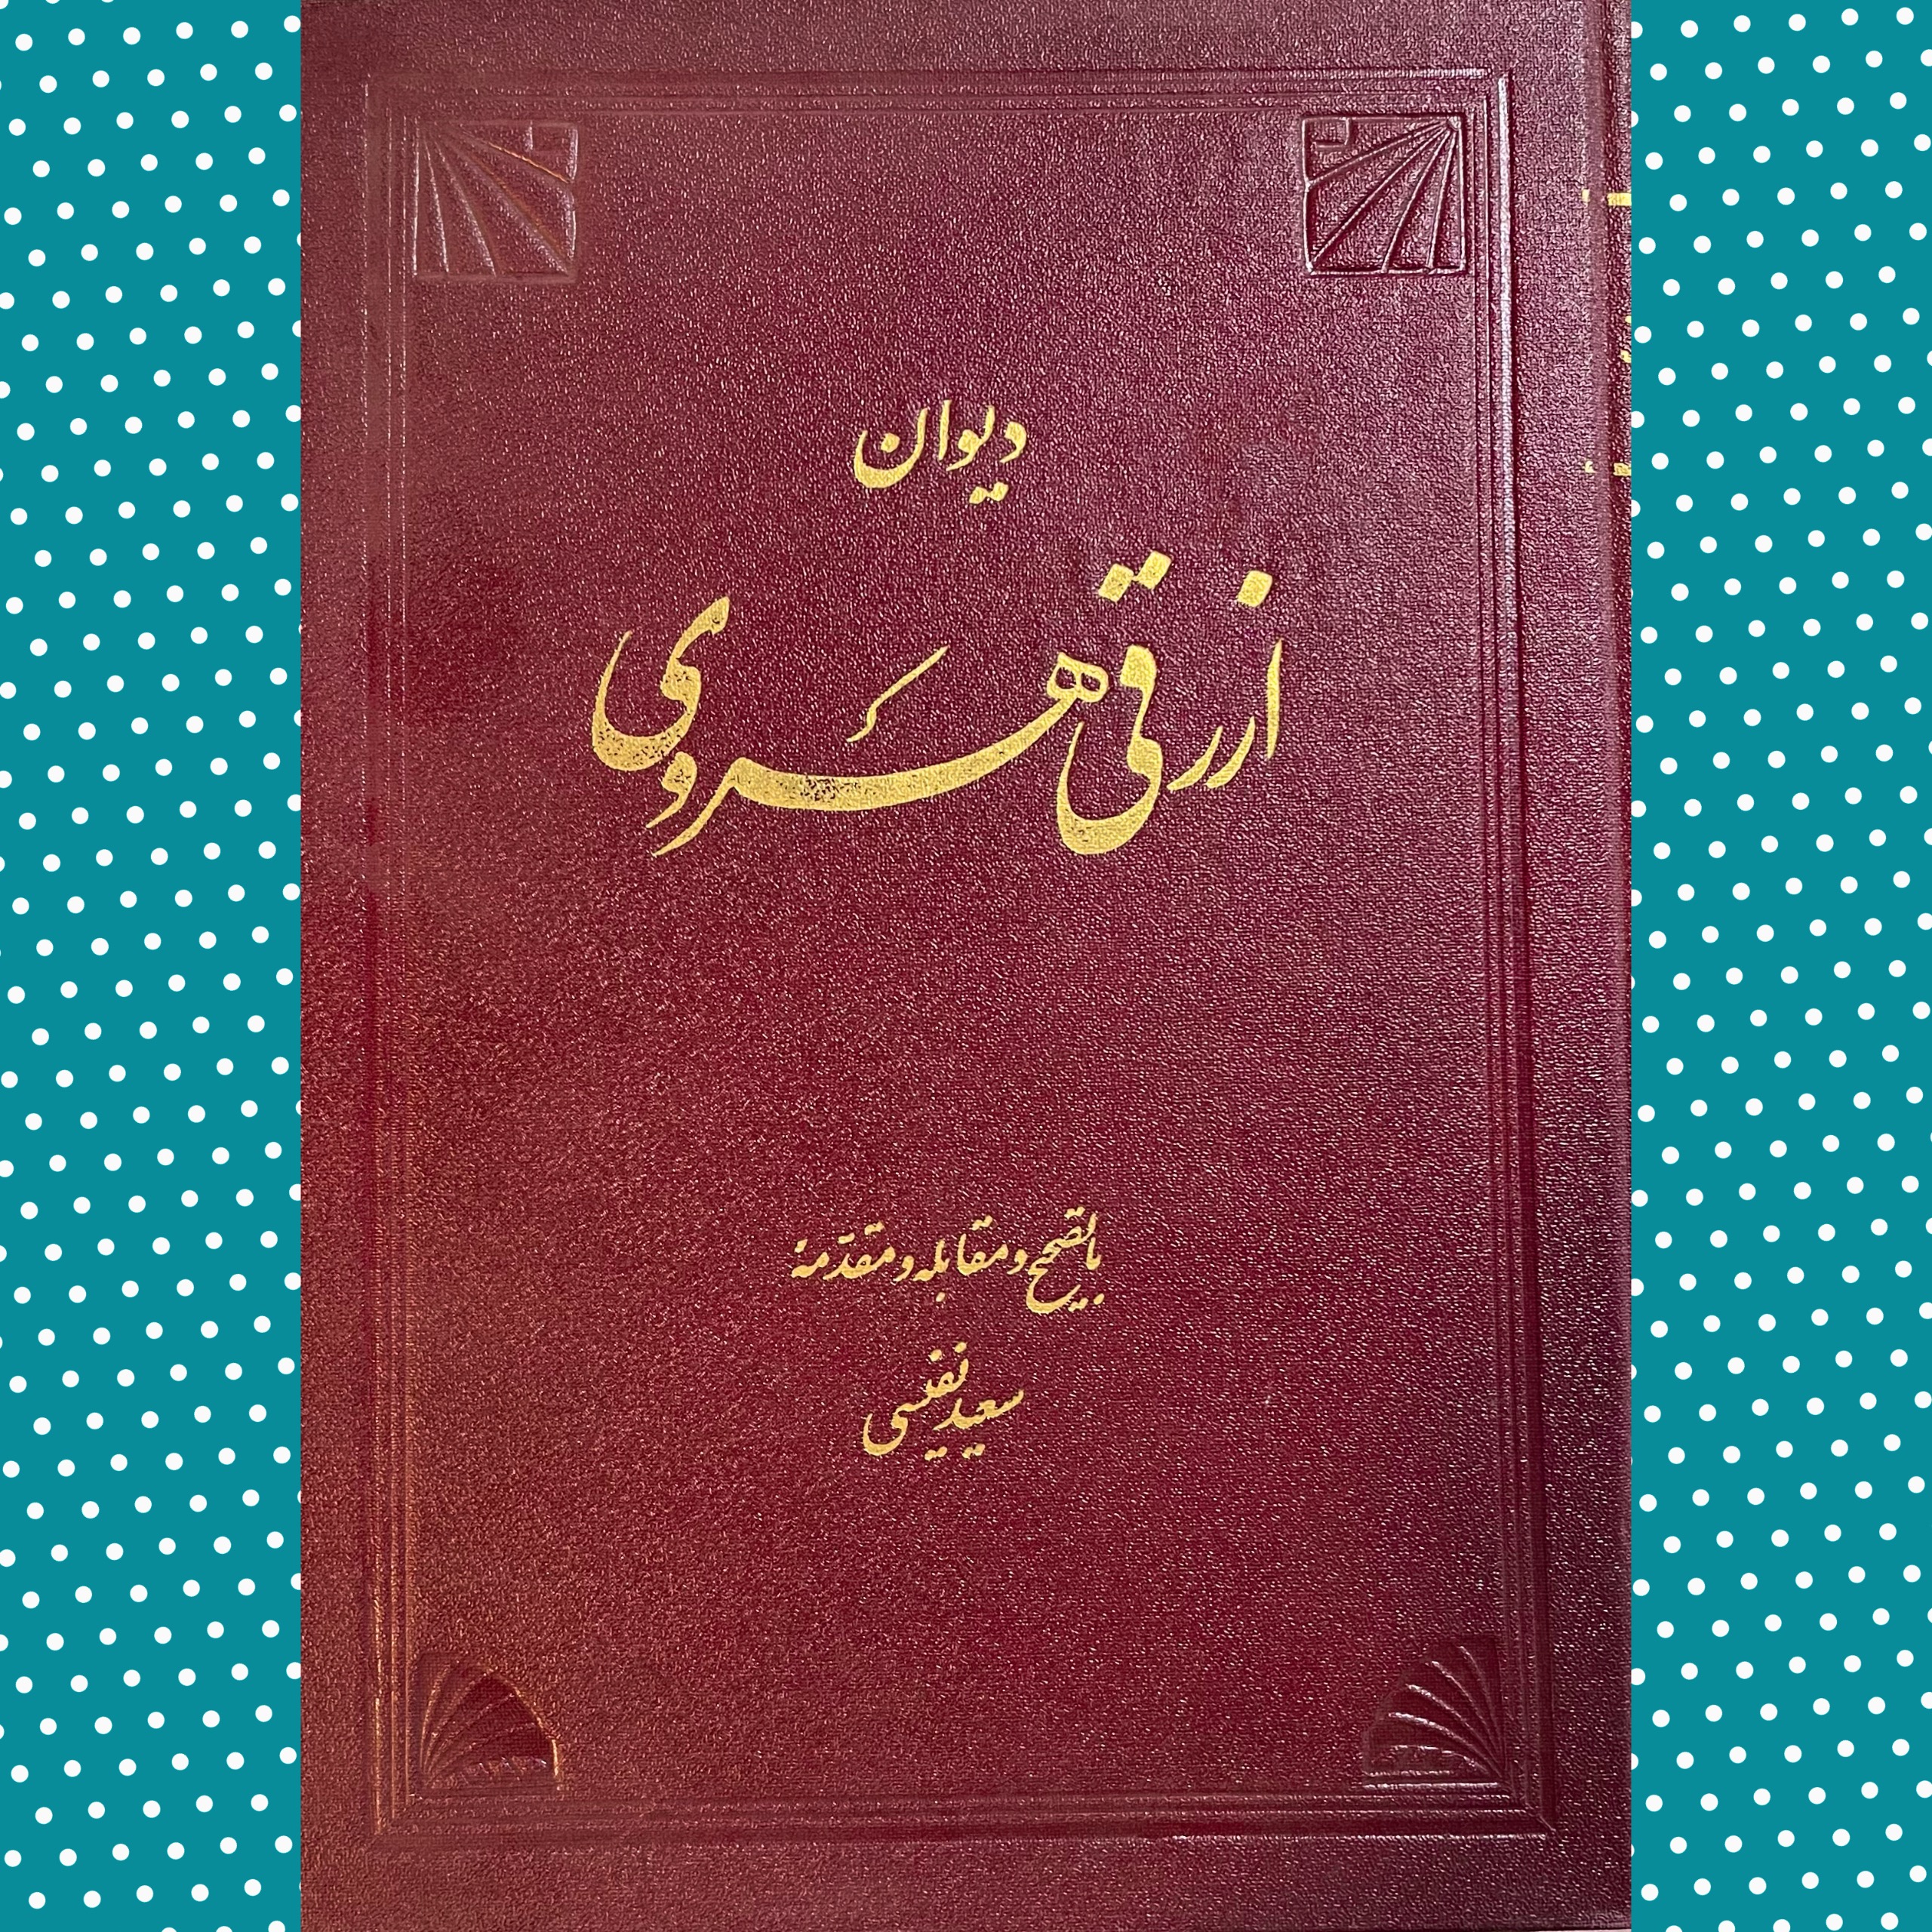 دیوان
ازرقی هروی
با تصحیح و مقابله و مقدمهٔ
سعید نفیسی